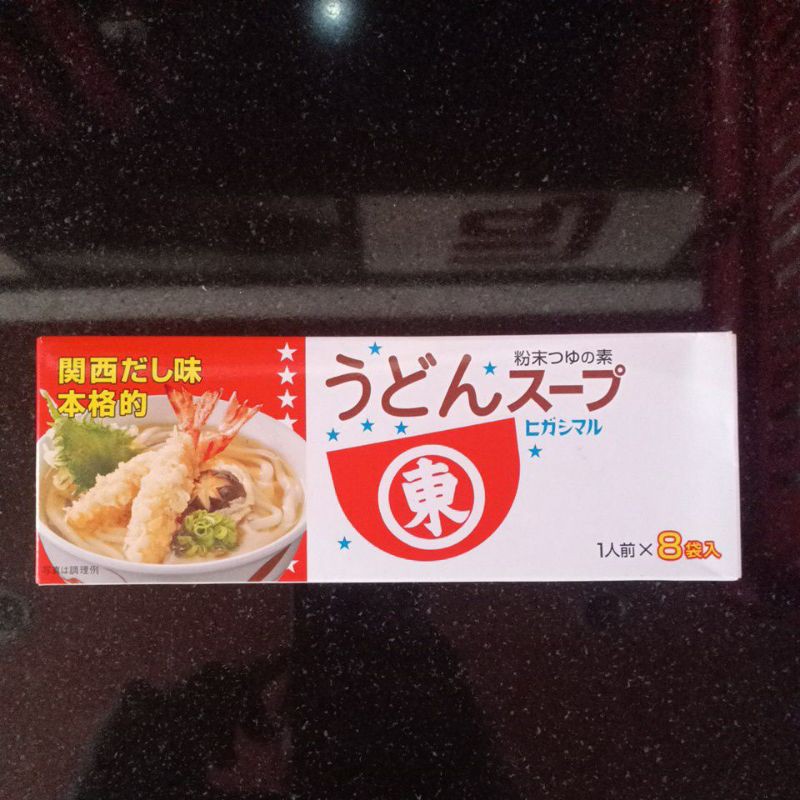 関西だし味
本格的
写真は調理例
粉末つゆの素
うどんスープ
ヒガシマル
東
1人前×8袋入